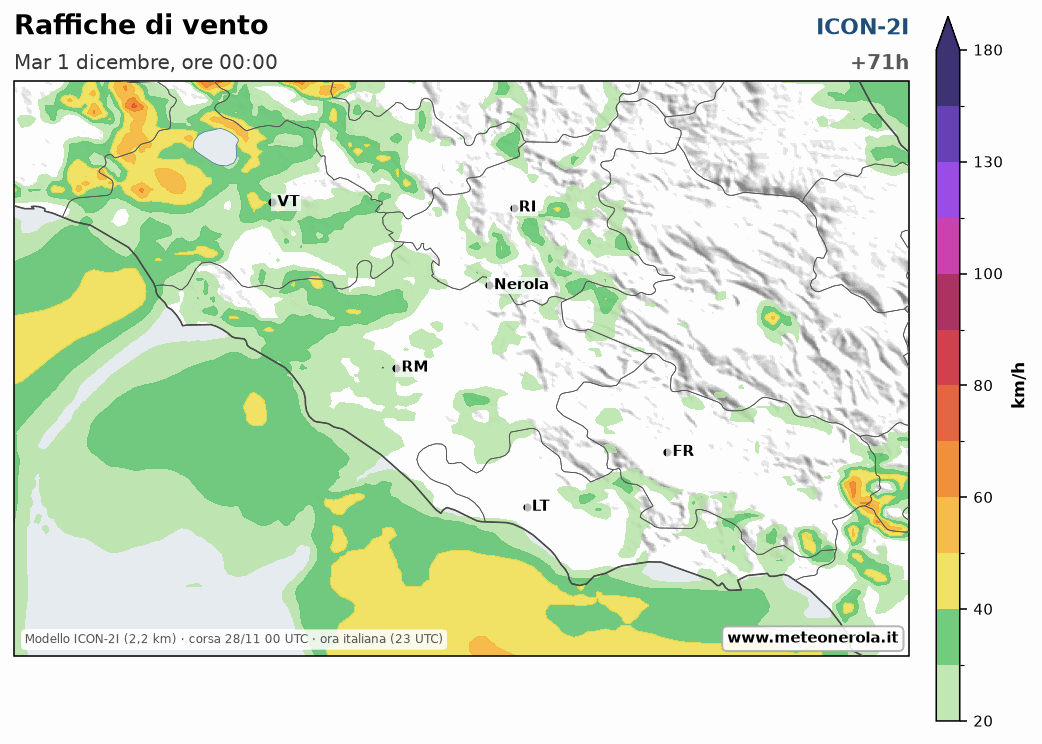 Raffiche di vento
ICON-2I
Mar 1 dicembre, ore 00:00
+71h
VT
RI
Nerola
RM
FR
LT
Modello ICON-2I (2,2 km) · corsa 28/11 00 UTC · ora italiana (23 UTC)
www.meteonerola.it
180
130
100
80
60
40
20
km/h